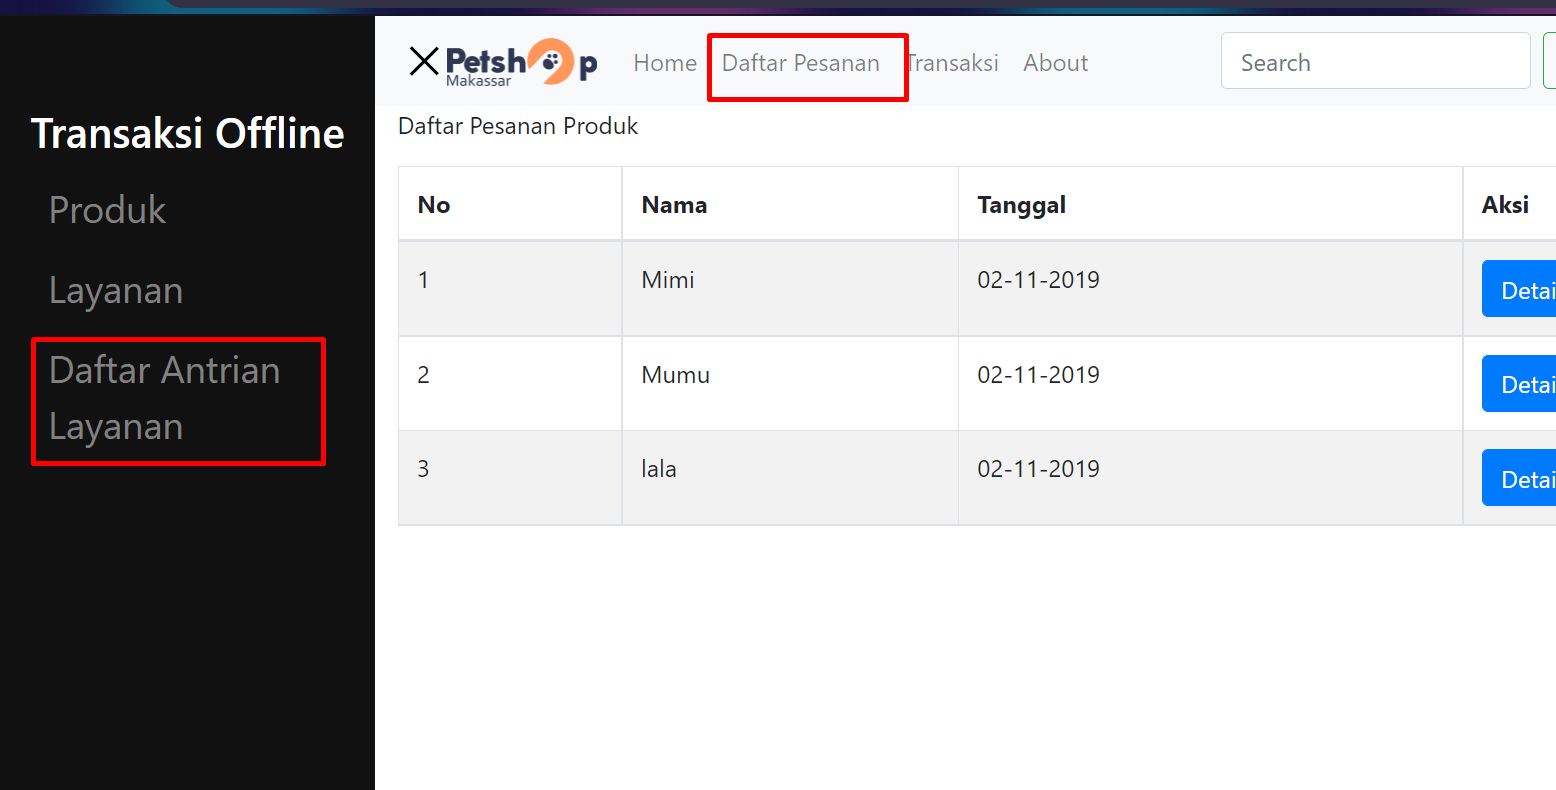 Transaksi Offline
Produk
Layanan
Daftar Antrian
Layanan
Petshop
Makassar
Home Daftar Pesanan Transaksi About Search
Daftar Pesanan Produk
No Nama Tanggal Aksi
1 Mimi 02-11-2019 Detai
2 Mumu 02-11-2019 Detai
3 lala 02-11-2019 Detai